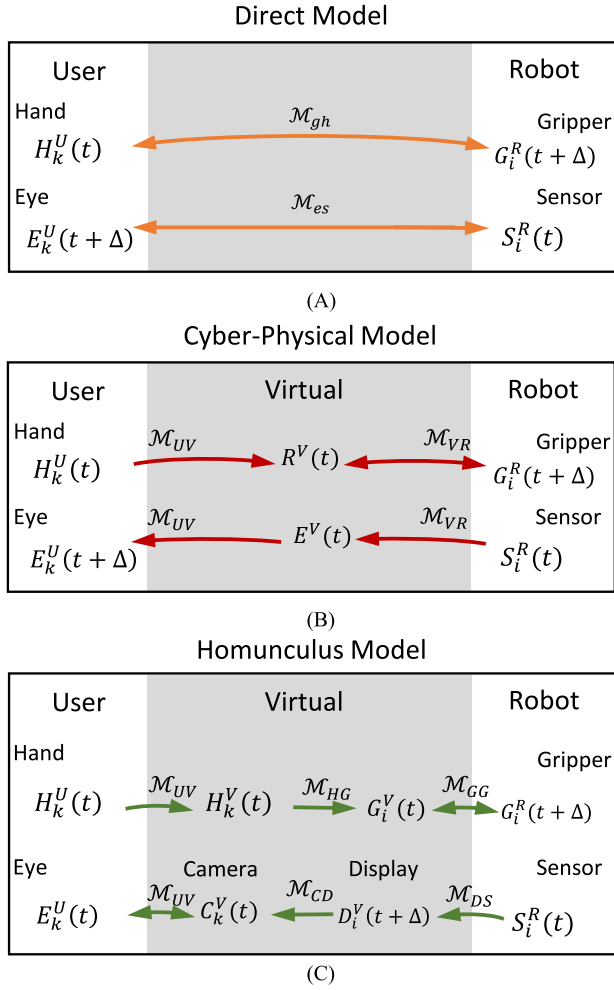 Direct Model
User Robot
Hand
ℳ_gh
Gripper
H_k^U(t) G_i^R(t + Δ)
Eye ℳ_es Sensor
E_k^U(t + Δ) S_i^R(t)
(A)
Cyber-Physical Model
User Virtual Robot
Hand ℳ_UV ℳ_VR Gripper
H_k^U(t) R^V(t) G_i^R(t + Δ)
Eye ℳ_UV ℳ_VR Sensor
E_k^U(t + Δ) E^V(t) S_i^R(t)
(B)
Homunculus Model
User Virtual Robot
Hand Gripper
ℳ_UV ℳ_HG ℳ_GG
H_k^U(t) H_k^V(t) G_i^V(t) G_i^R(t + Δ)
Eye Camera Display Sensor
ℳ_UV ℳ_CD ℳ_DS
E_k^U(t) C_k^V(t) D_i^V(t + Δ) S_i^R(t)
(C)